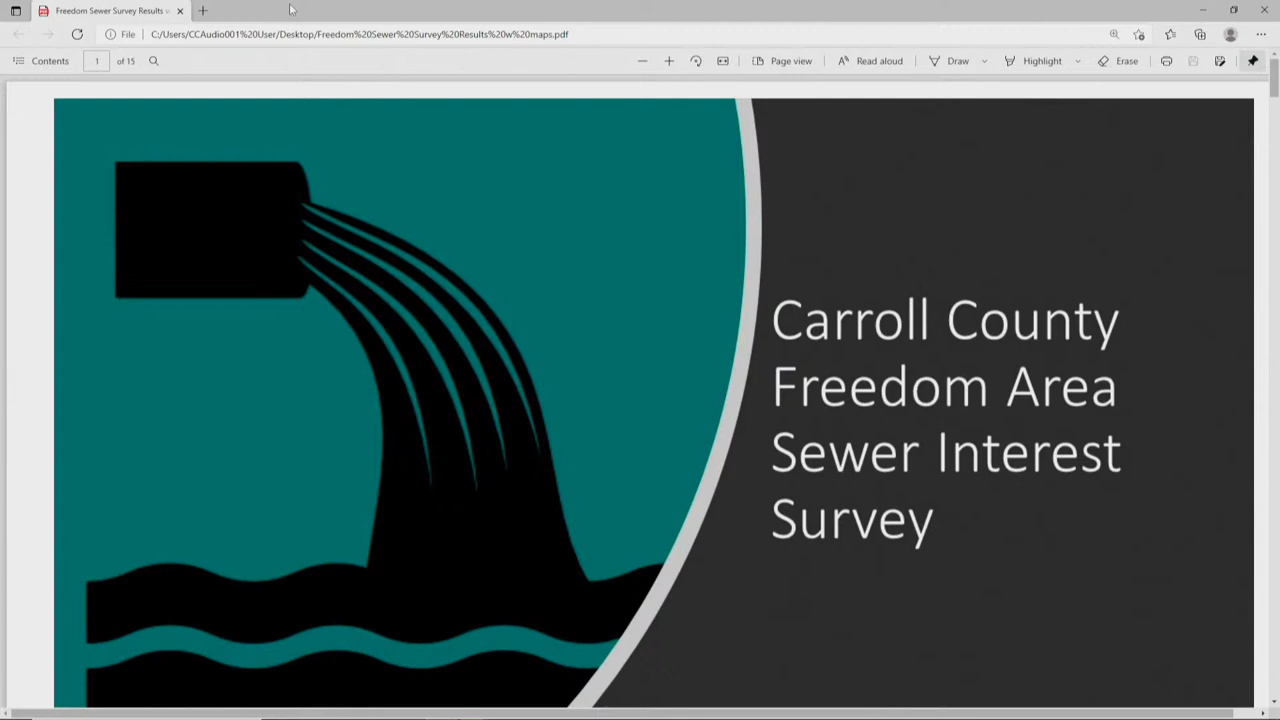 Freedom Sewer Survey Results
File
C:/Users/CCAudio001%20User/Desktop/Freedom%20Sewer%20Survey%20Results%20w%20maps.pdf
Contents
1
of 15
Page view
Read aloud
Draw
Highlight
Erase
Carroll County
Freedom Area
Sewer Interest
Survey